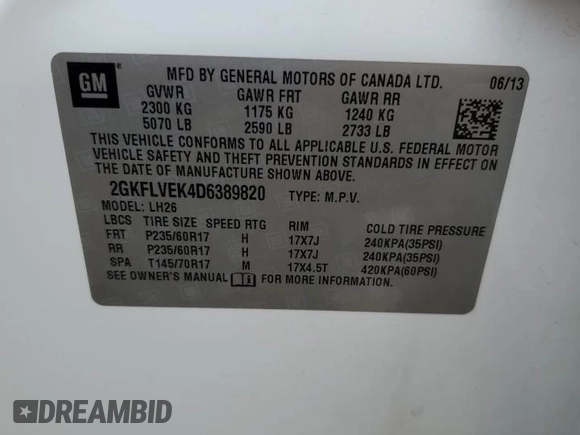 GM
MFD BY GENERAL MOTORS OF CANADA LTD. 06/13
GVWR GAWR FRT GAWR RR
2300 KG 1175 KG 1240 KG
5070 LB 2590 LB 2733 LB
THIS VEHICLE CONFORMS TO ALL APPLICABLE U.S. FEDERAL MOTOR
VEHICLE SAFETY AND THEFT PREVENTION STANDARDS IN EFFECT ON
THE DATE OF MANUFACTURE SHOWN ABOVE.
2GKFLVEK4D6389820 TYPE: M.P.V.
MODEL: LH26
LBCS TIRE SIZE SPEED RTG RIM COLD TIRE PRESSURE
FRT P235/60R17 H 17X7J 240KPA(35PSI)
RR P235/60R17 H 17X7J 240KPA(35PSI)
SPA T145/70R17 M 17X4.5T 420KPA(60PSI)
SEE OWNER'S MANUAL FOR MORE INFORMATION.
DREAMBID